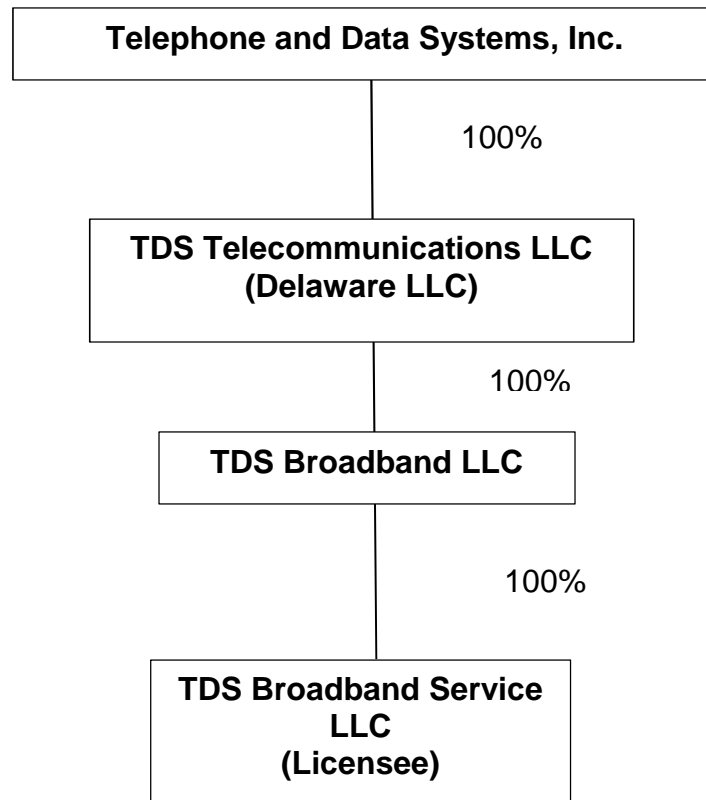 Telephone and Data Systems, Inc.
100%
TDS Telecommunications LLC
(Delaware LLC)
100%
TDS Broadband LLC
100%
TDS Broadband Service
LLC
(Licensee)